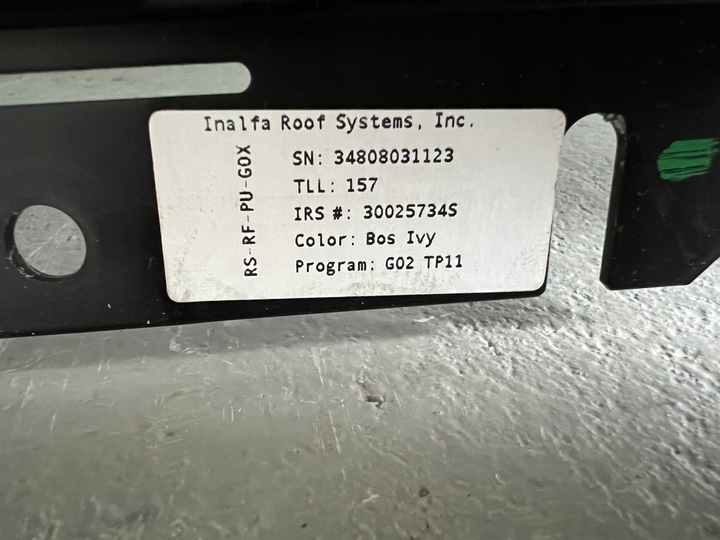 Inalfa Roof Systems, Inc.
RS-RF-PU-GOX
SN: 34808031123
TLL: 157
IRS #: 30025734S
Color: Bos Ivy
Program: G02 TP11